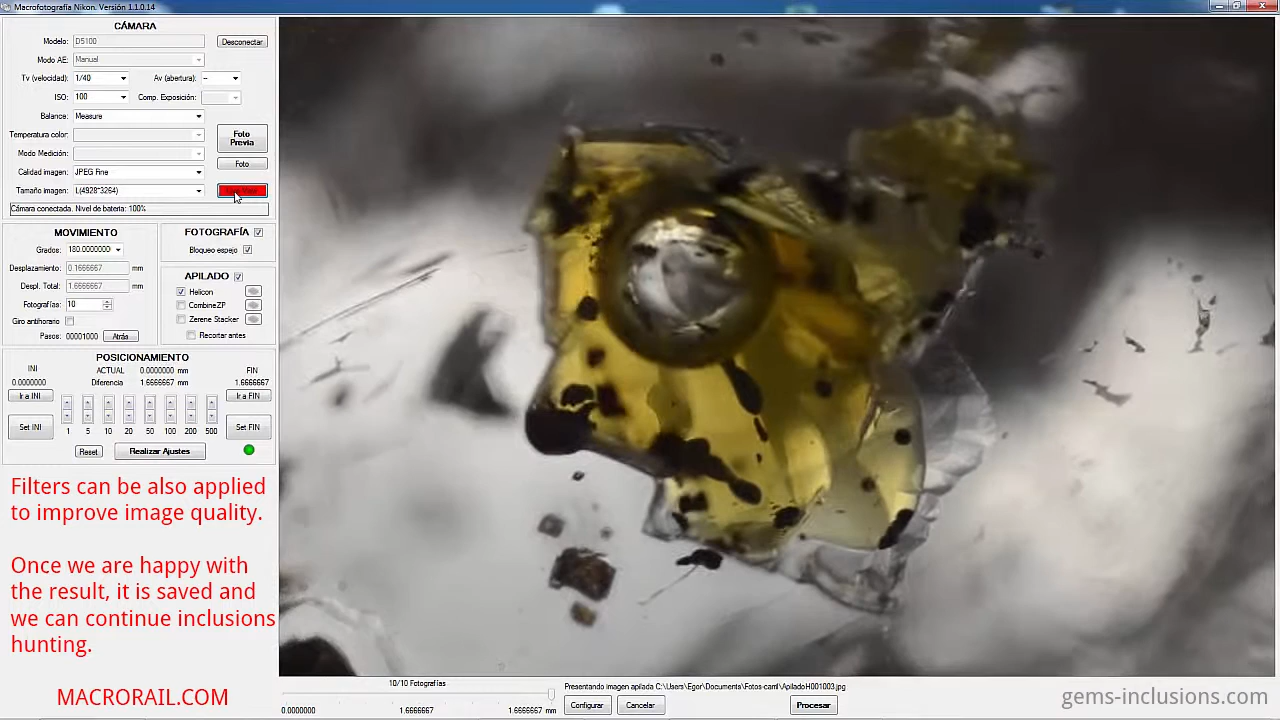 Macrofotografía Nikon. Versión 1.1.0.14
CÁMARA
Modelo: D5100 Desconectar
Modo AE: Manual
Tv (velocidad): 1/40 Av (abertura): --
ISO: 100 Comp. Exposición:
Balance: Measure
Temperatura color:
Foto Previa
Modo Medición:
Foto
Calidad imagen: JPEG Fine
Tamaño imagen: L(4928*3264)
Cámara conectada. Nivel de bateria: 100%
MOVIMIENTO
Grados: 180.0000000
Desplazamiento: 0.1666667 mm
Despl. Total: 1.6666667 mm
Fotografías: 10
Giro antihorario
Pasos: 00001000 Atrás
FOTOGRAFÍA
Bloqueo espejo
APILADO
Helicon
CombineZP
Zerene Stacker
Recortar antes
POSICIONAMIENTO
INI ACTUAL 0.0000000 mm FIN
0.0000000 Diferencia 1.6666667 mm 1.6666667
Ir a INI Ir a FIN
Set INI Set FIN
1 5 10 20 50 100 200 500
Reset Realizar Ajustes
Filters can be also applied
to improve image quality.
Once we are happy with
the result, it is saved and
we can continue inclusions
hunting.
MACRORAIL.COM
10/10 Fotografías
0.0000000 1.6666667 1.6666667 mm
Presentando imagen apilada C:\Users\Egor\Documents\Fotos-carril\ApiladoH001003.jpg
Configurar Cancelar Procesar
gems-inclusions.com